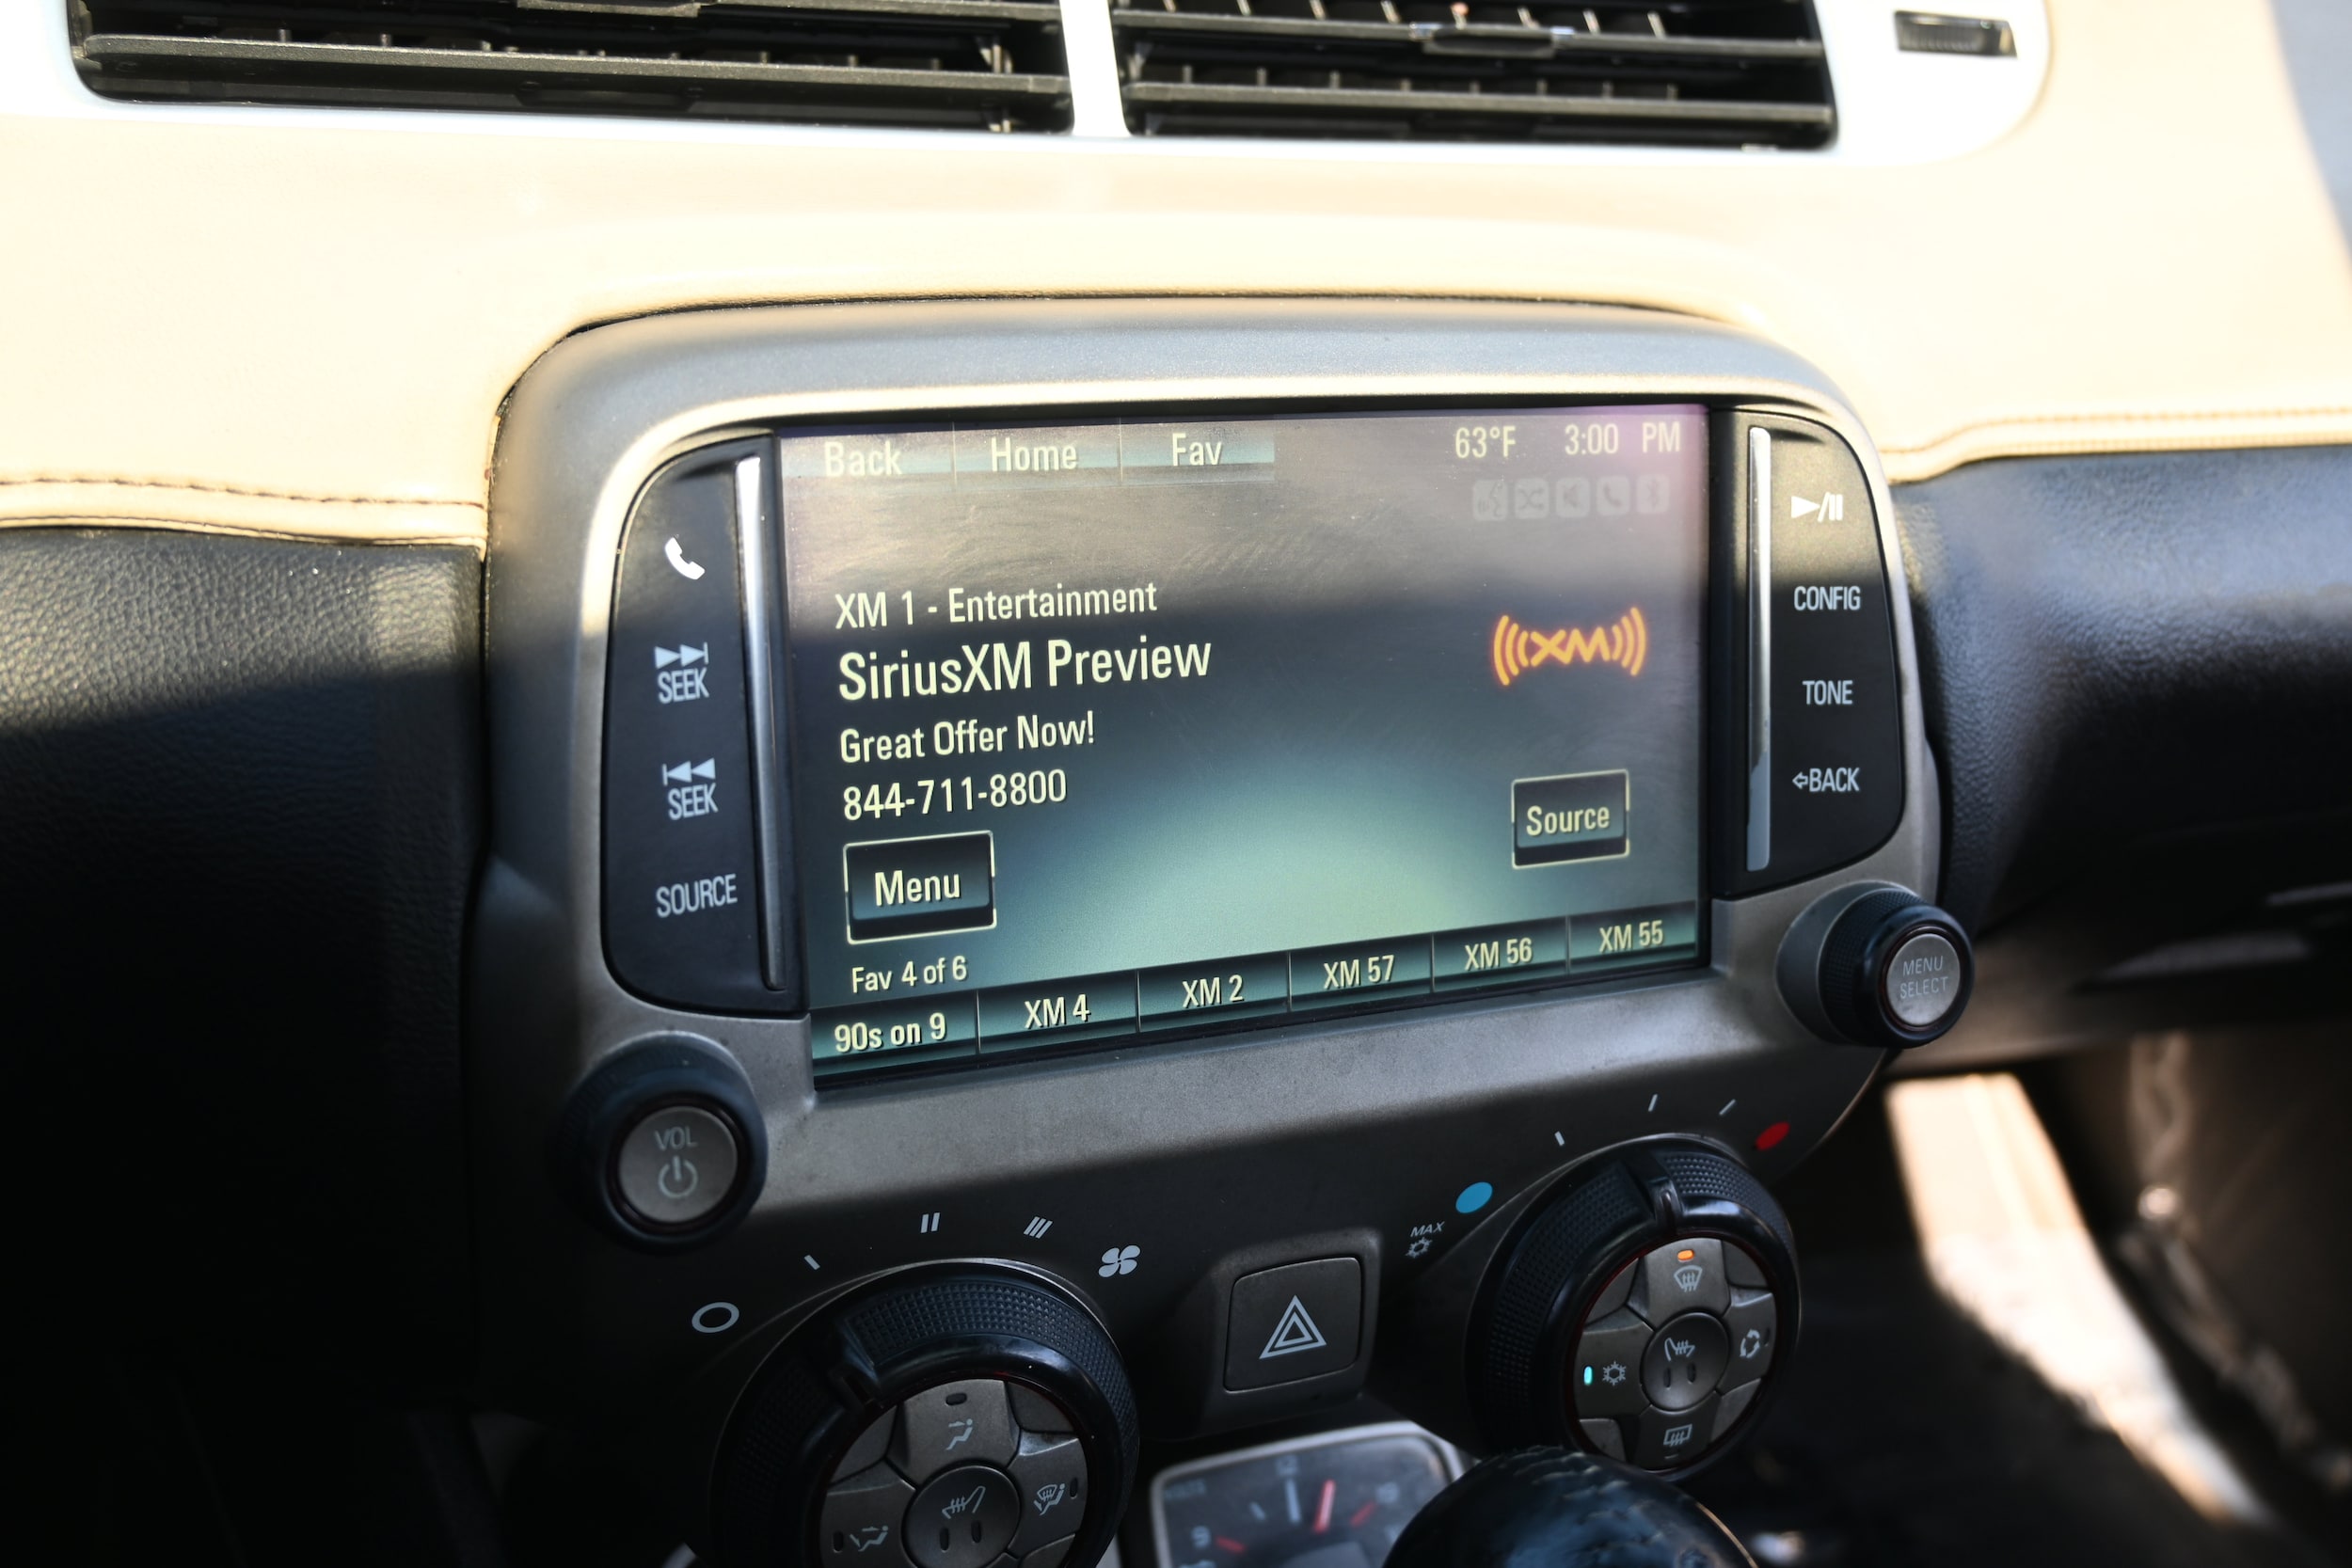 Back Home Fav 63°F 3:00 PM
XM 1 - Entertainment
SiriusXM Preview
XM
Great Offer Now!
844-711-8800
Menu
Source
Fav 4 of 6
90s on 9 XM 4 XM 2 XM 57 XM 56 XM 55
SEEK
SEEK
SOURCE
CONFIG
TONE
BACK
MENU
SELECT
VOL
MAX